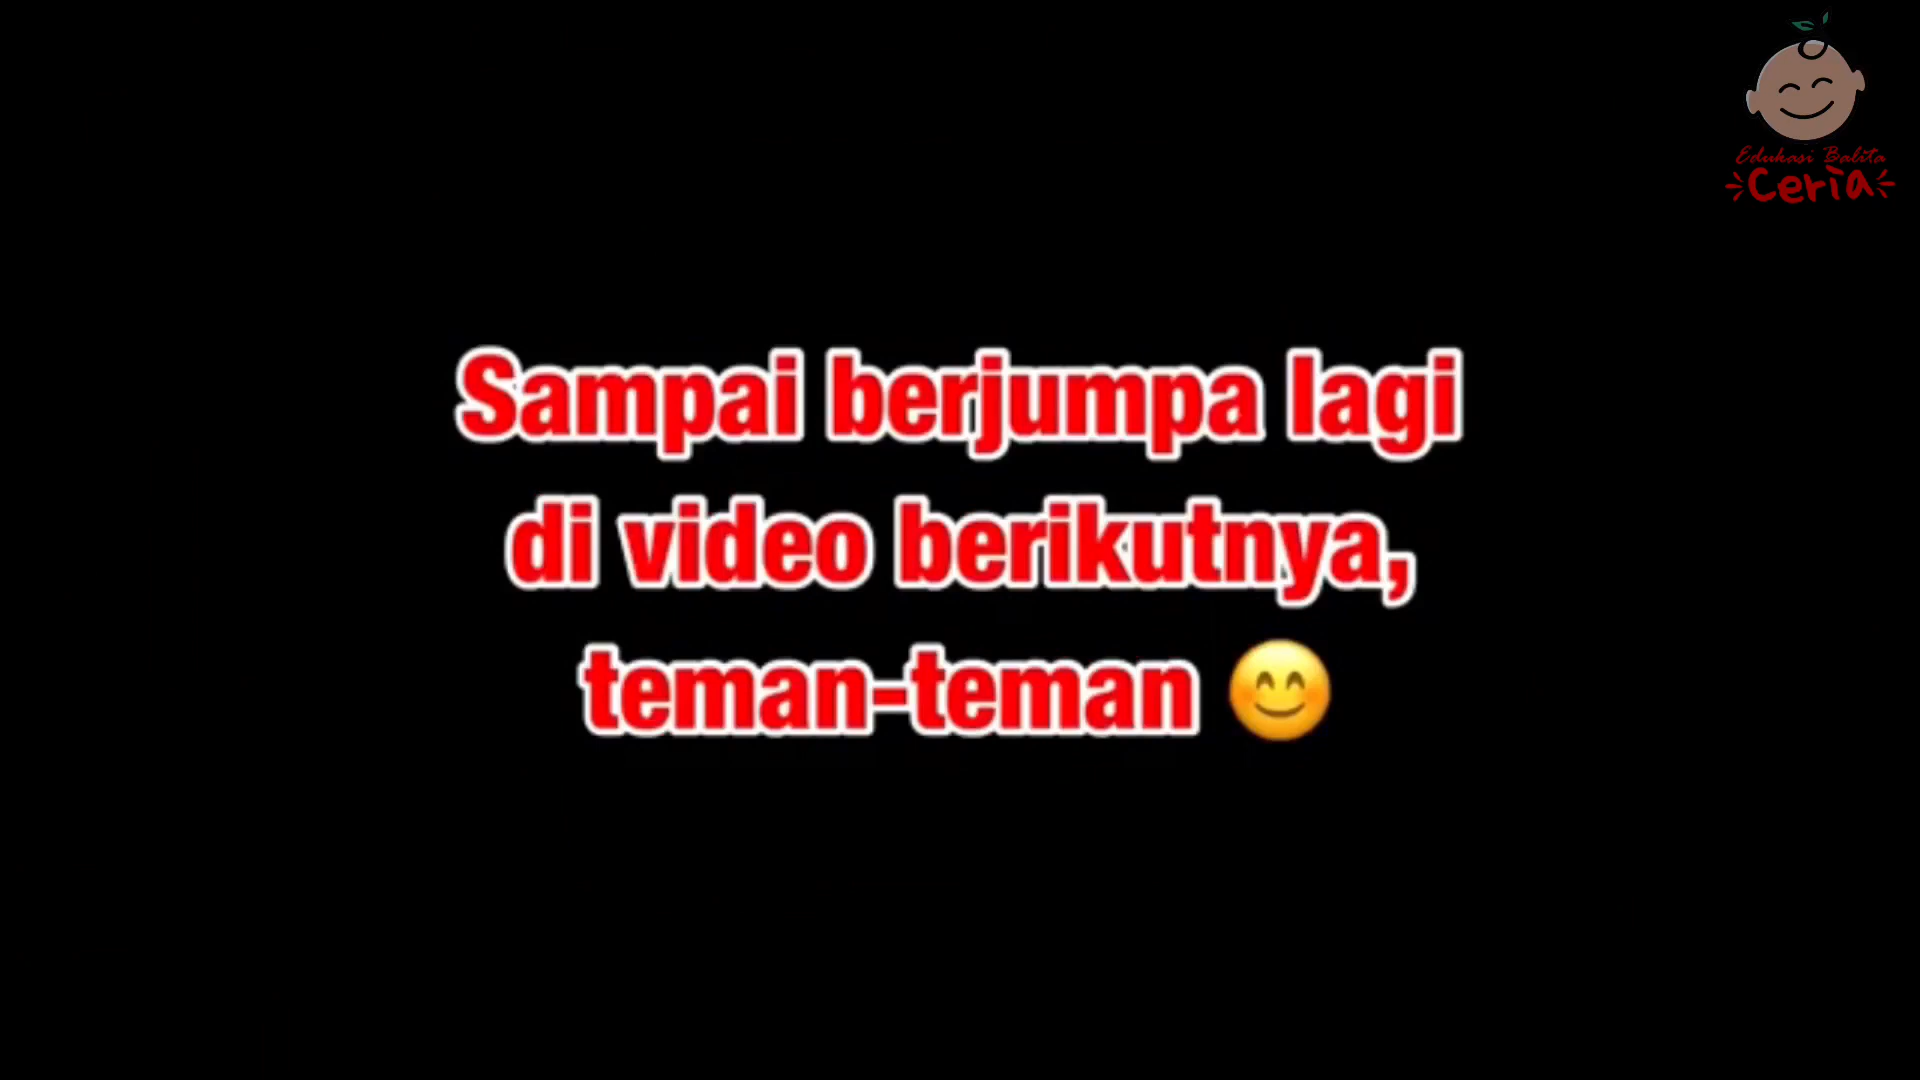 Edukasi Balita
Ceria
Sampai berjumpa lagi
di video berikutnya,
teman-teman 😊